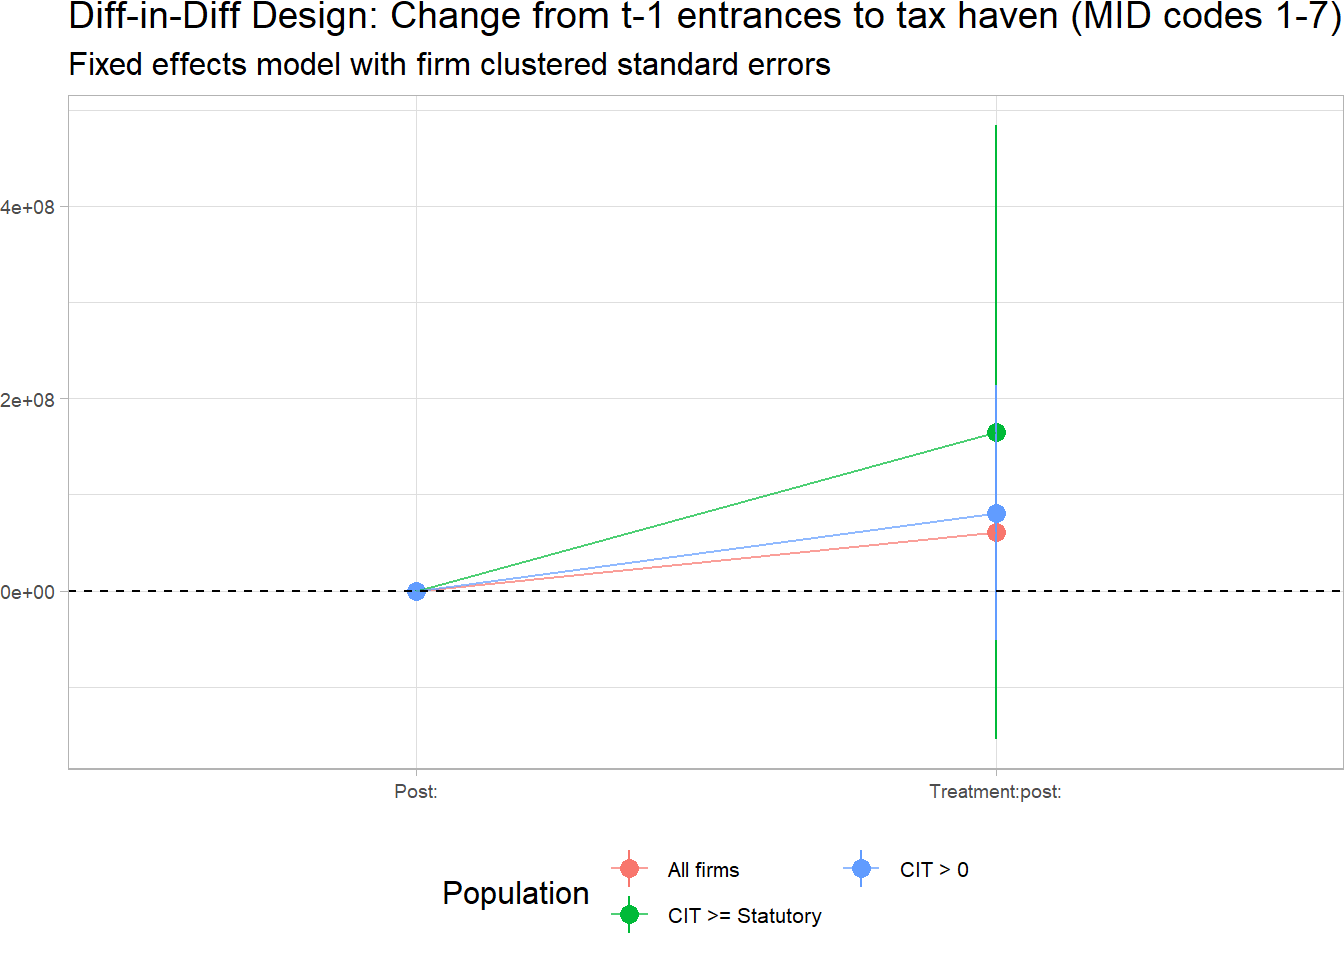 Diff-in-Diff Design: Change from t-1 entrances to tax haven (MID codes 1-7)
Fixed effects model with firm clustered standard errors
4e+08
2e+08
0e+00
Post:
Treatment:post:
Population
All firms
CIT > 0
CIT >= Statutory